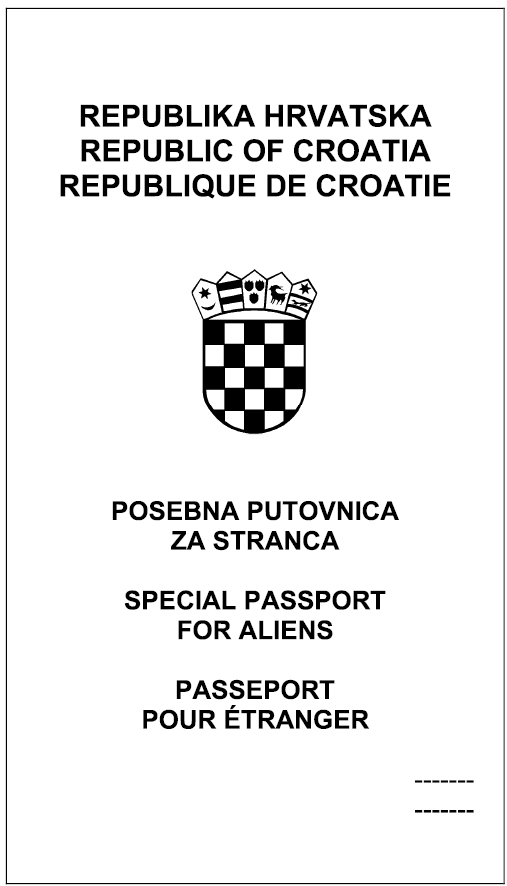 REPUBLIKA HRVATSKA
REPUBLIC OF CROATIA
REPUBLIQUE DE CROATIE
POSEBNA PUTOVNICA
ZA STRANCA
SPECIAL PASSPORT
FOR ALIENS
PASSEPORT
POUR ÉTRANGER
-------
-------